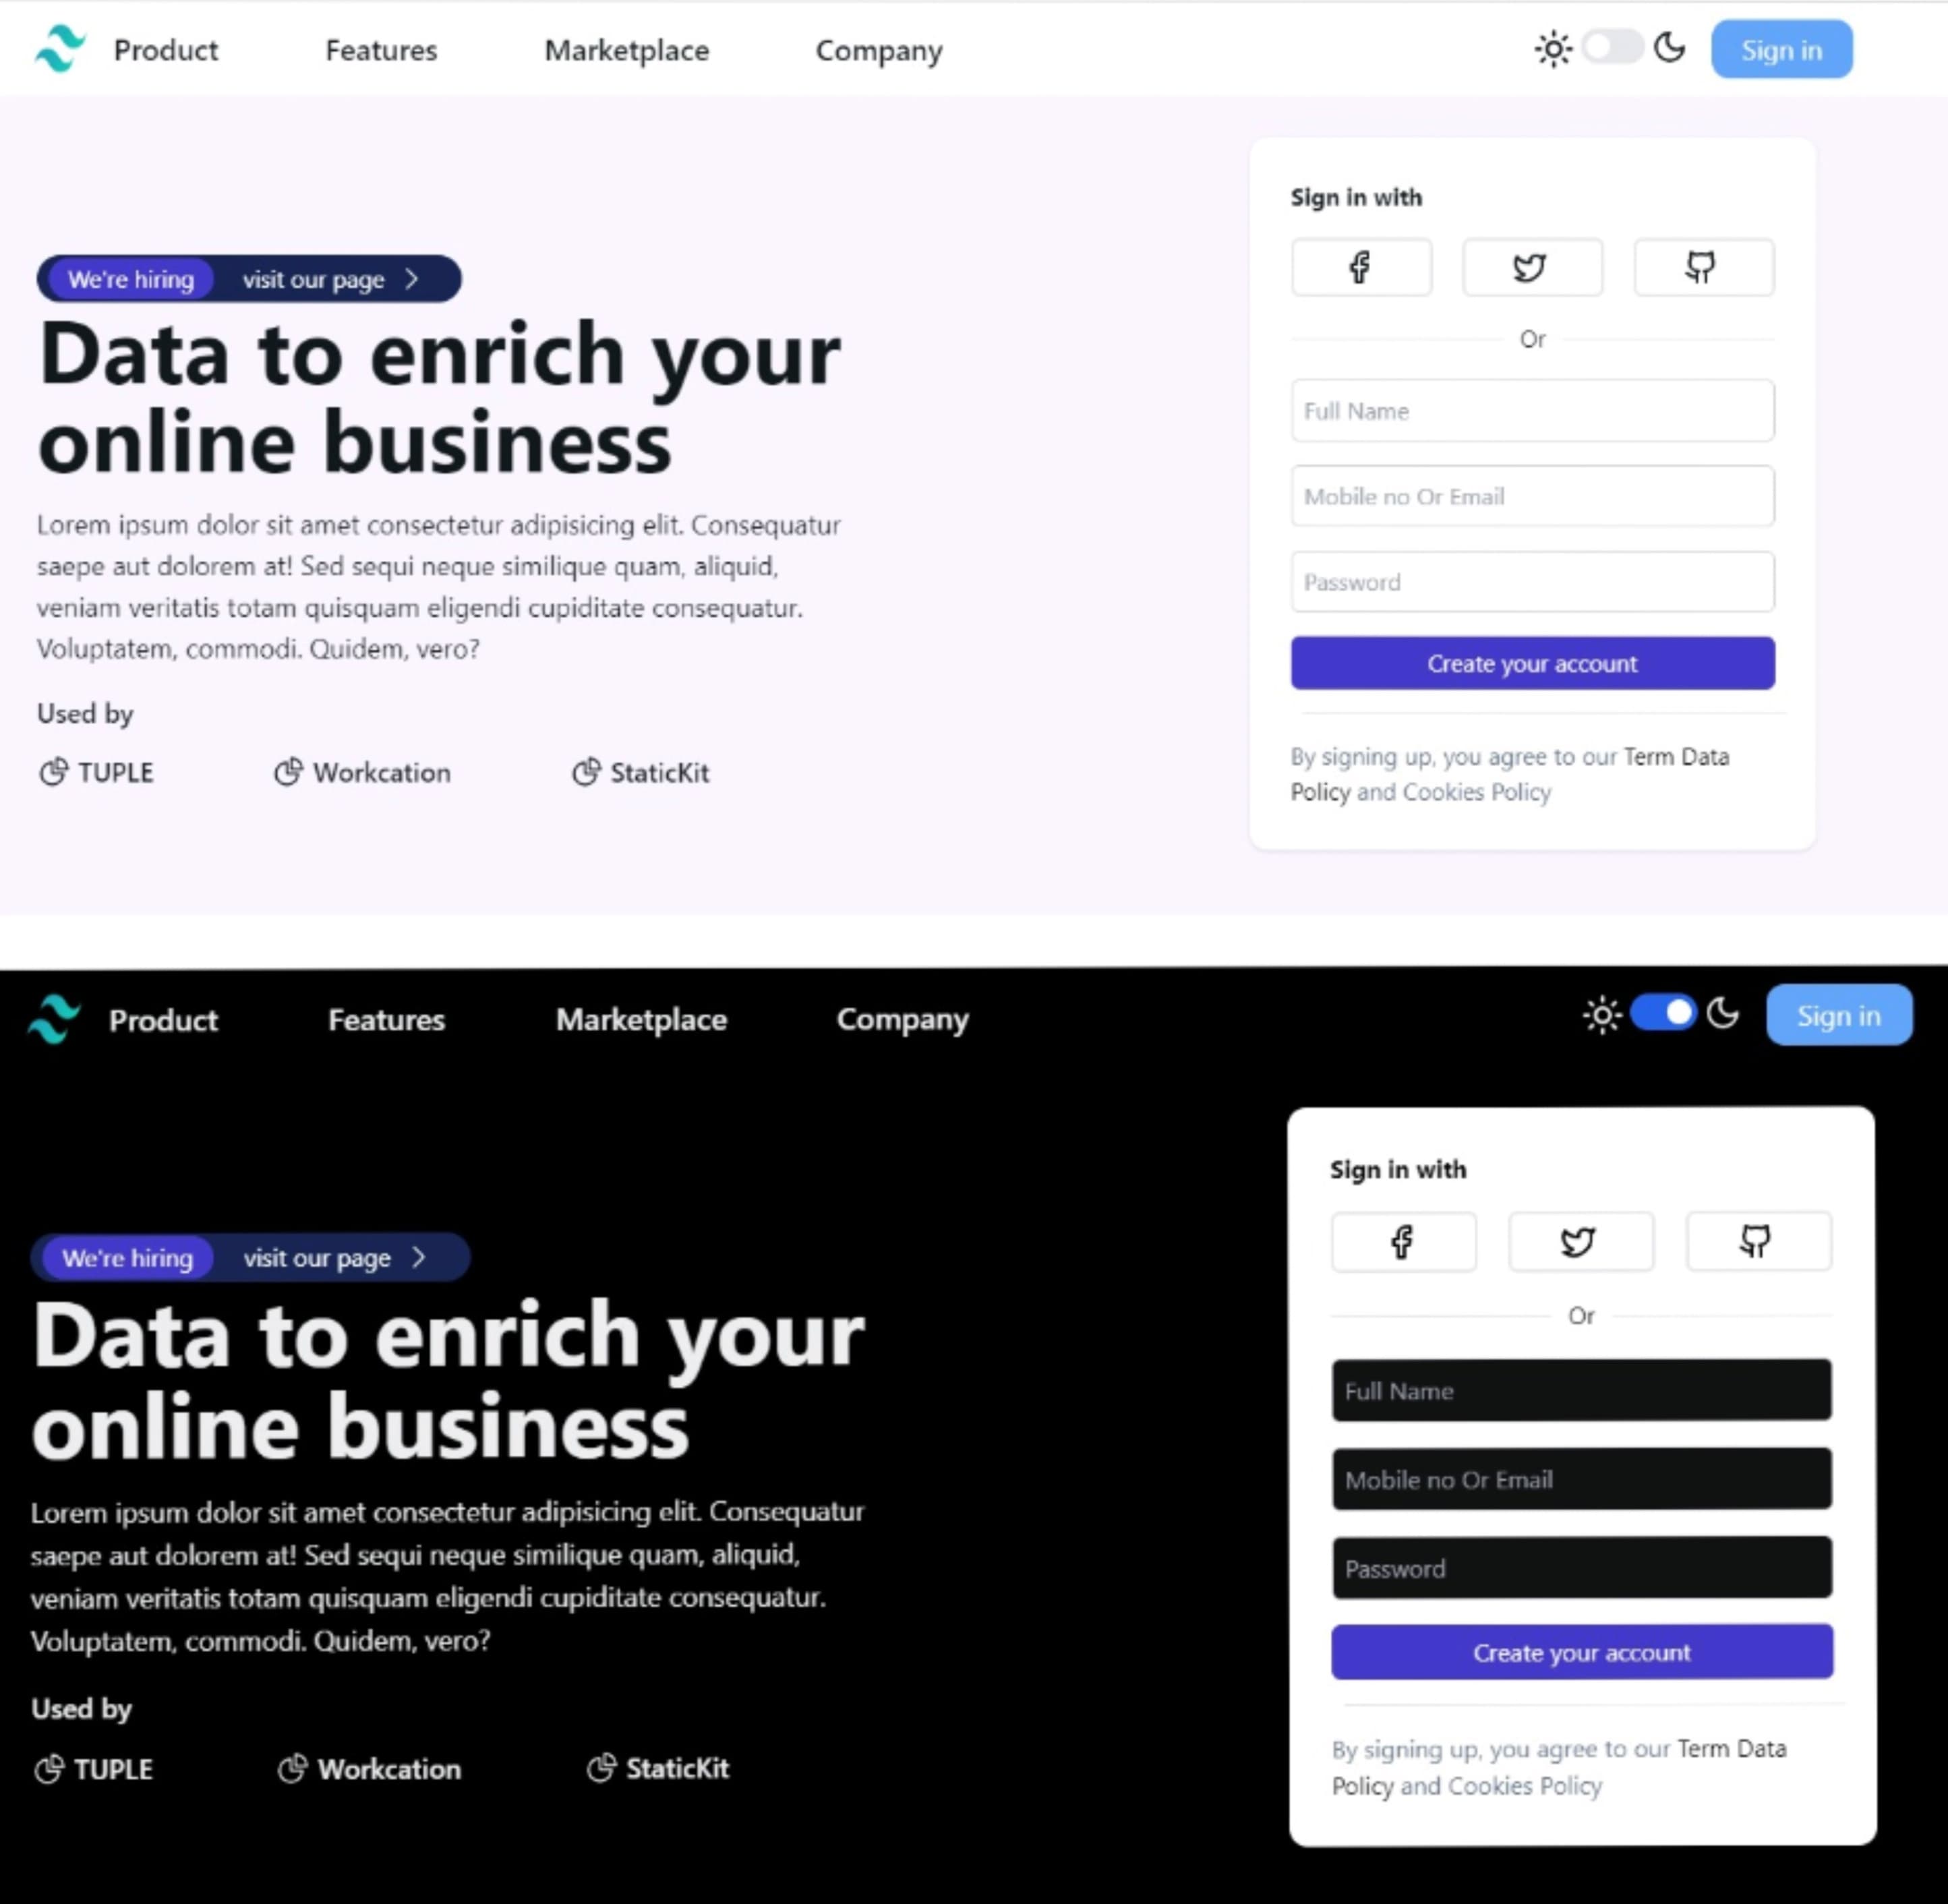 Product Features Marketplace Company Sign in
We're hiring visit our page
Data to enrich your
online business
Lorem ipsum dolor sit amet consectetur adipisicing elit. Consequatur
saepe aut dolorem at! Sed sequi neque similique quam, aliquid,
veniam veritatis totam quisquam eligendi cupiditate consequatur.
Voluptatem, commodi. Quidem, vero?
Used by
TUPLE Workcation StaticKit
Sign in with
Or
Full Name
Mobile no Or Email
Password
Create your account
By signing up, you agree to our Term Data
Policy and Cookies Policy
Product Features Marketplace Company Sign in
We're hiring visit our page
Data to enrich your
online business
Lorem ipsum dolor sit amet consectetur adipisicing elit. Consequatur
saepe aut dolorem at! Sed sequi neque similique quam, aliquid,
veniam veritatis totam quisquam eligendi cupiditate consequatur.
Voluptatem, commodi. Quidem, vero?
Used by
TUPLE Workcation StaticKit
Sign in with
Or
Full Name
Mobile no Or Email
Password
Create your account
By signing up, you agree to our Term Data
Policy and Cookies Policy